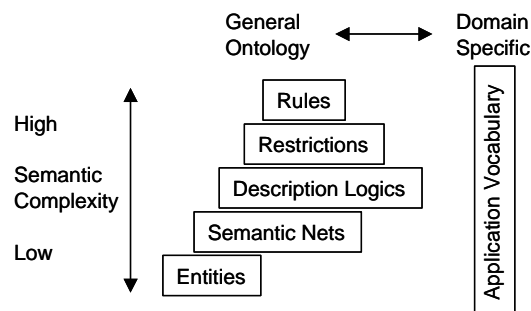 General
Ontology
Domain
Specific
High
Semantic
Complexity
Low
Rules
Restrictions
Description Logics
Semantic Nets
Entities
Application Vocabulary